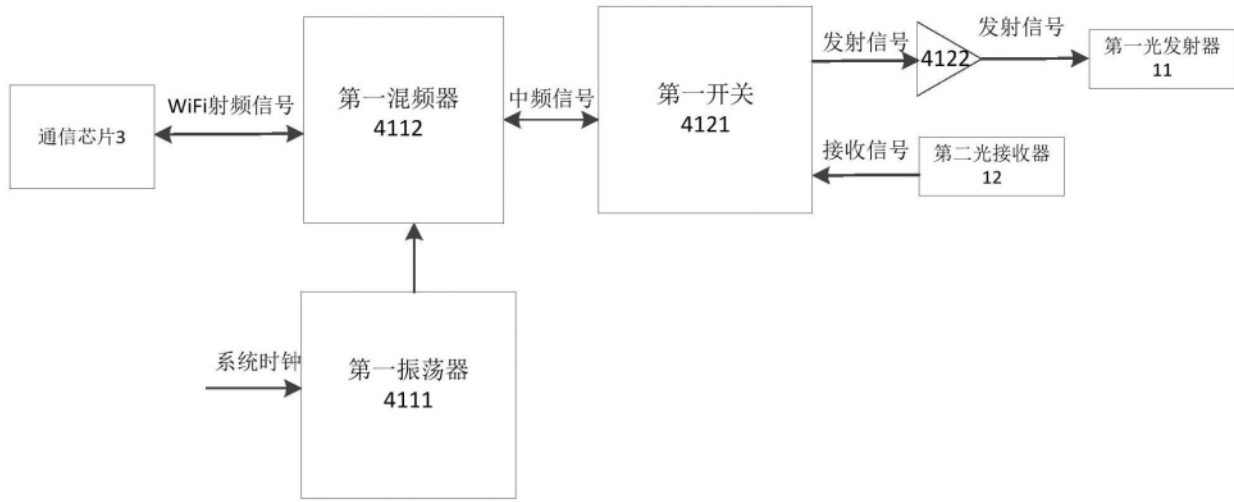 通信芯片3
WiFi射频信号
第一混频器
4112
中频信号
第一开关
4121
发射信号
4122
发射信号
第一光发射器
11
接收信号
第二光接收器
12
系统时钟
第一振荡器
4111